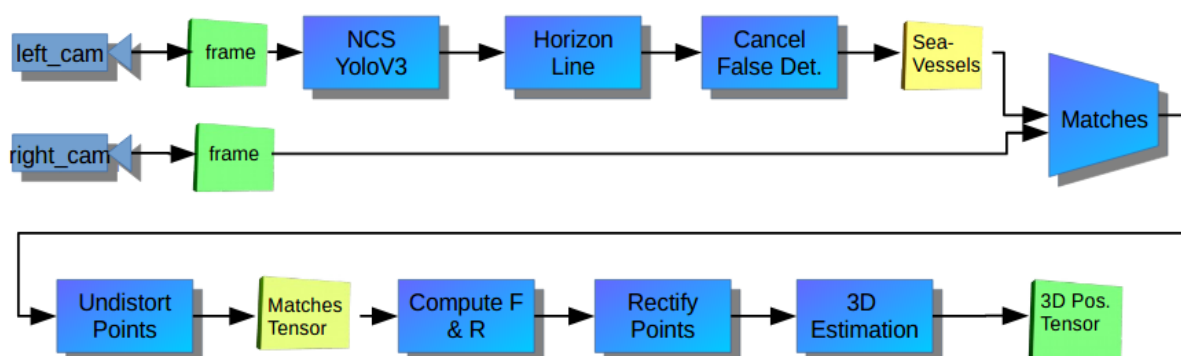 left_cam
frame
NCS
YoloV3
Horizon
Line
Cancel
False Det.
Sea-
Vessels
Matches
right_cam
frame
Undistort
Points
Matches
Tensor
Compute F
& R
Rectify
Points
3D
Estimation
3D Pos.
Tensor